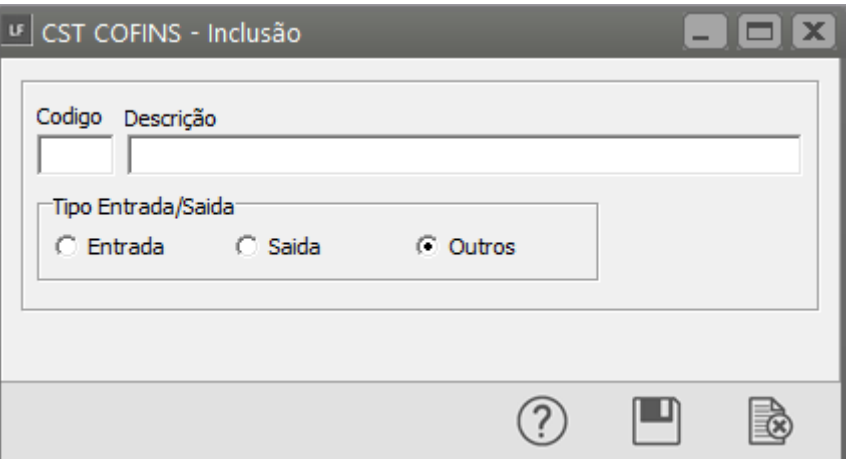 LF CST COFINS - Inclusão
Codigo Descrição
Tipo Entrada/Saida
Entrada Saida Outros
?